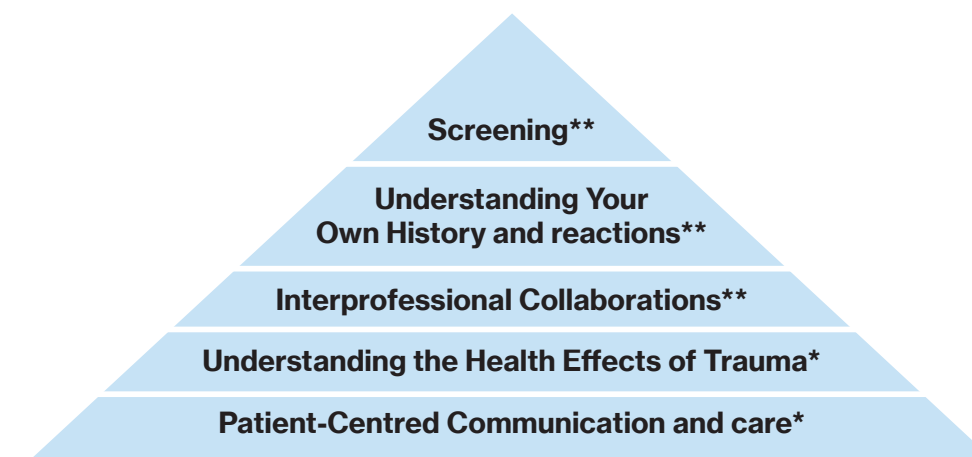 Screening**
Understanding Your
Own History and reactions**
Interprofessional Collaborations**
Understanding the Health Effects of Trauma*
Patient-Centred Communication and care*